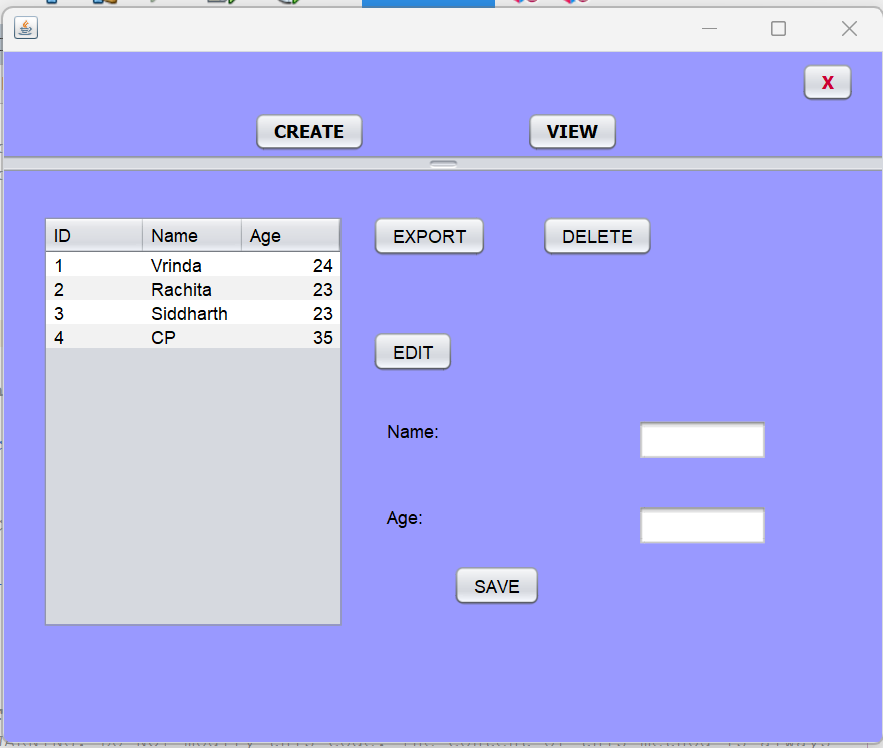 X
CREATE VIEW
ID Name Age
1 Vrinda 24
2 Rachita 23
3 Siddharth 23
4 CP 35
EXPORT DELETE
EDIT
Name:
Age:
SAVE